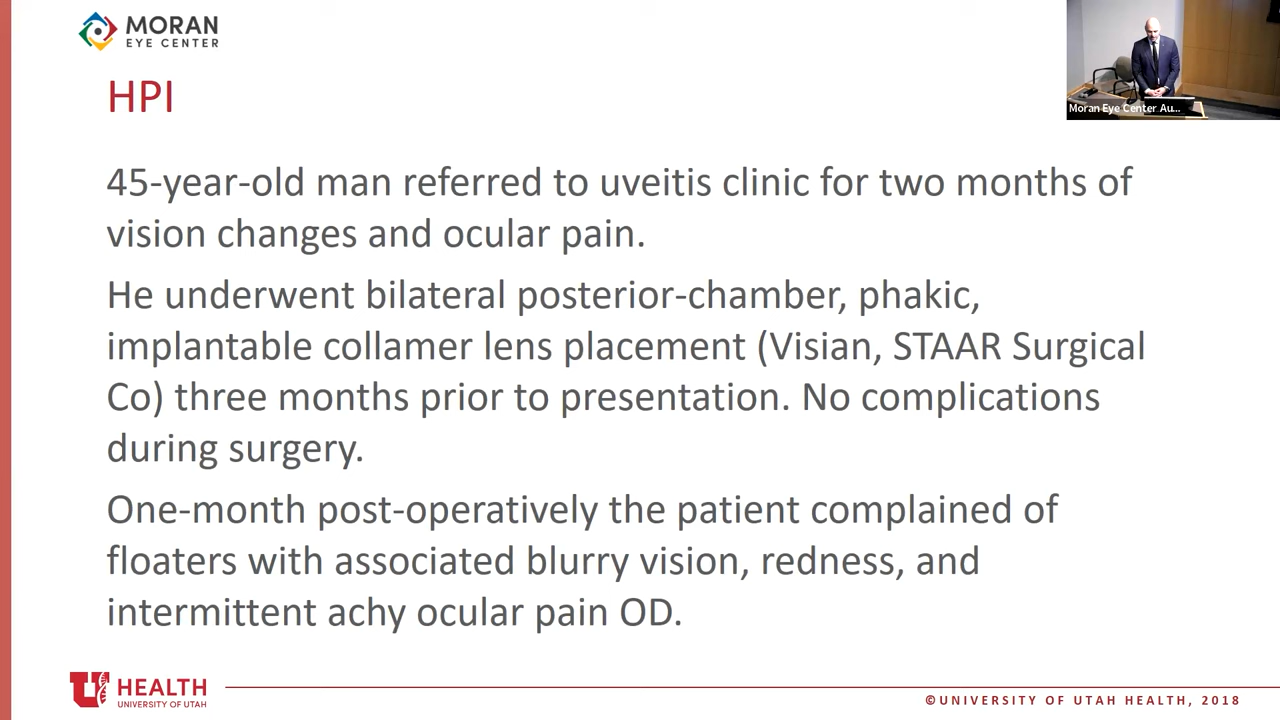 MORAN
EYE CENTER
Moran Eye Center Au...
HPI
45-year-old man referred to uveitis clinic for two months of
vision changes and ocular pain.
He underwent bilateral posterior-chamber, phakic,
implantable collamer lens placement (Visian, STAAR Surgical
Co) three months prior to presentation. No complications
during surgery.
One-month post-operatively the patient complained of
floaters with associated blurry vision, redness, and
intermittent achy ocular pain OD.
U HEALTH
UNIVERSITY OF UTAH
©UNIVERSITY OF UTAH HEALTH, 2018